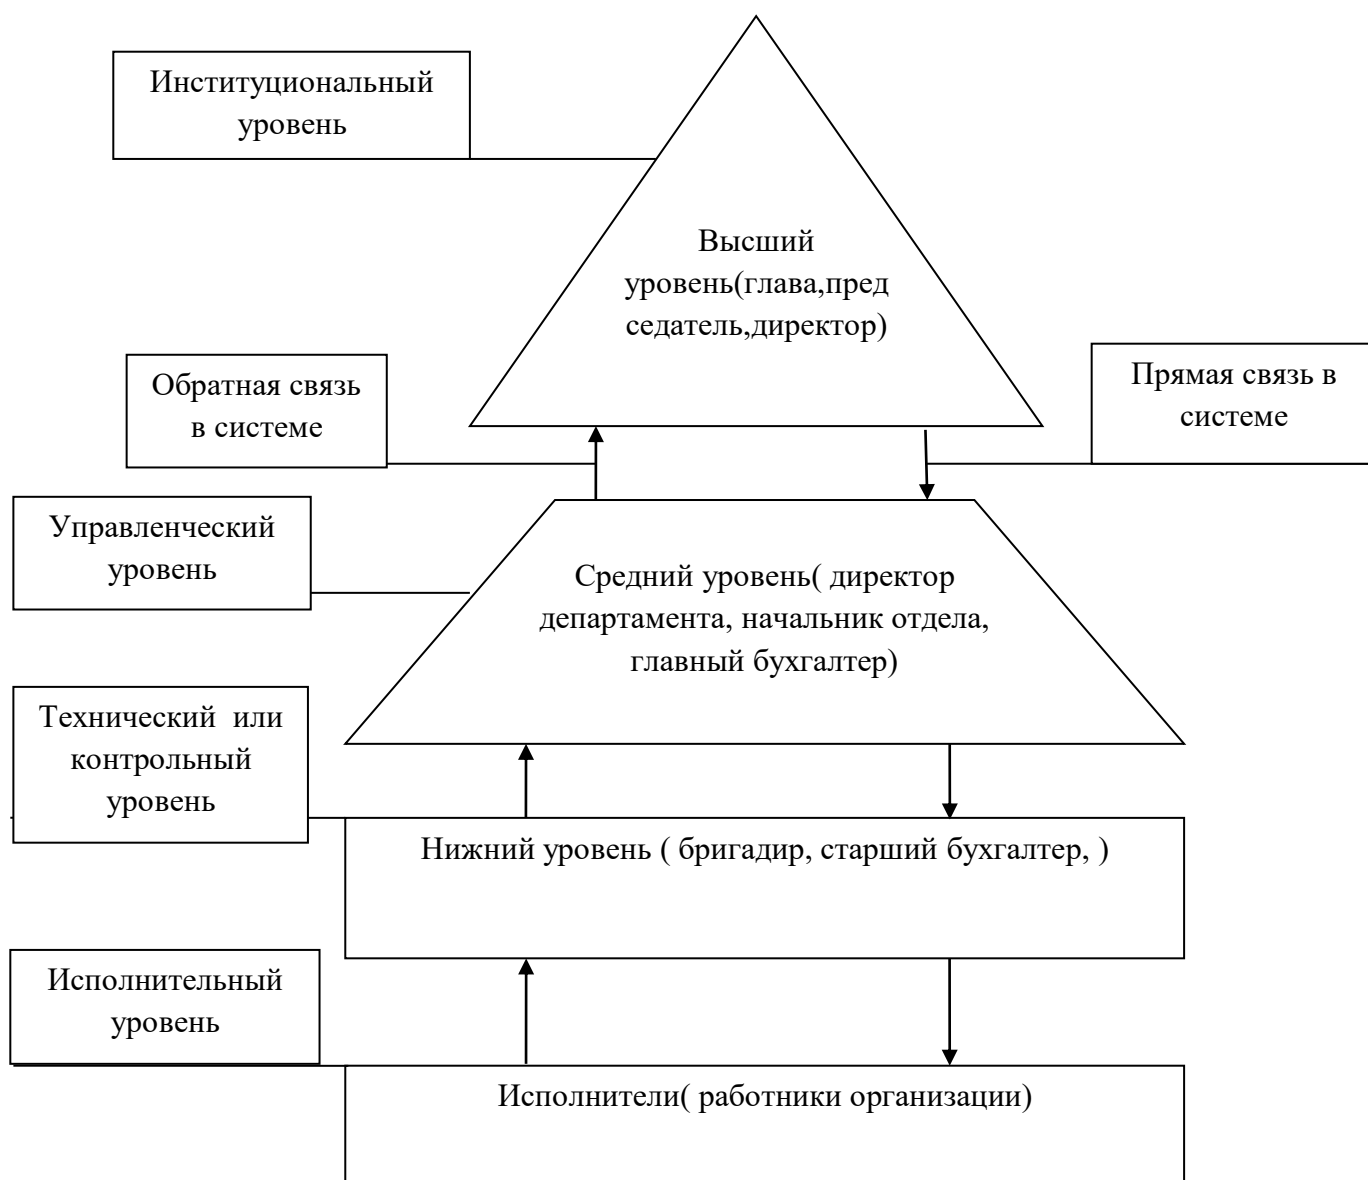 Институциональный
уровень
Высший
уровень(глава,пред
седатель,директор)
Обратная связь
в системе
Прямая связь в
системе
Управленческий
уровень
Средний уровень( директор
департамента, начальник отдела,
главный бухгалтер)
Технический  или
контрольный
уровень
Нижний уровень ( бригадир, старший бухгалтер, )
Исполнительный
уровень
Исполнители( работники организации)